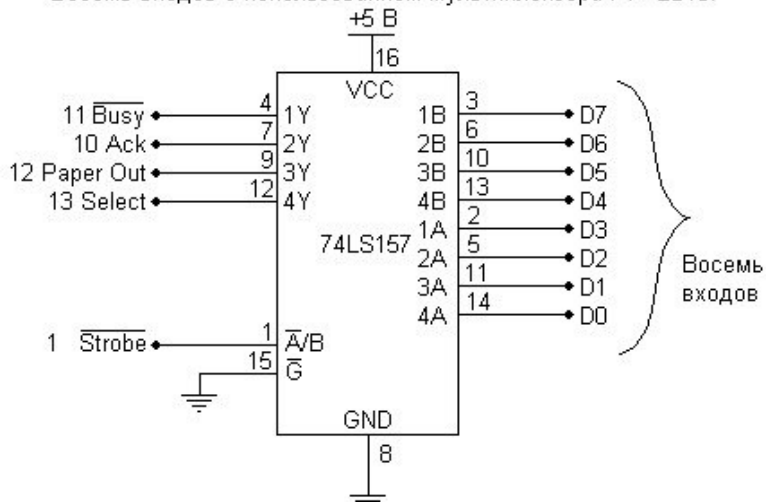 +5 В
16
VCC
11 Busy 4 1Y 1B 3 D7
10 Ack 7 2Y 2B 6 D6
12 Paper Out 9 3Y 3B 10 D5
13 Select 12 4Y 4B 13 D4
1A 2 D3
74LS157 2A 5 D2
3A 11 D1
4A 14 D0
Восемь
входов
1 Strobe 1 A/B
15 G
GND
8